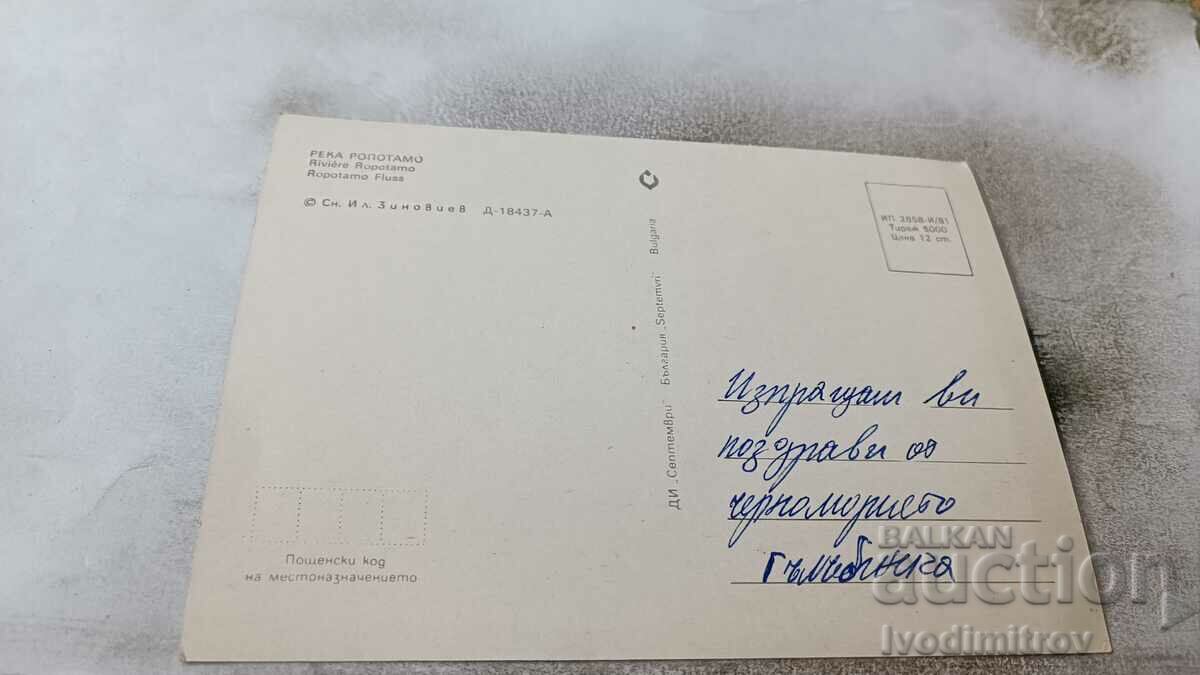 РЕКА РОПОТАМО
Rivière Ropotamo
Ropotamo Fluss
© Сн. Ил. Зиновиев Д-18437-А
ДИ „Септември" България „Septemvri" Bulgaria
ИП 2858-И/81
Тираж 5000
Цена 12 ст.
Изпращам ви
поздрави от
черноморието
Пощенски код
на местоназначението
BALKAN
auction
Ivodimitrov